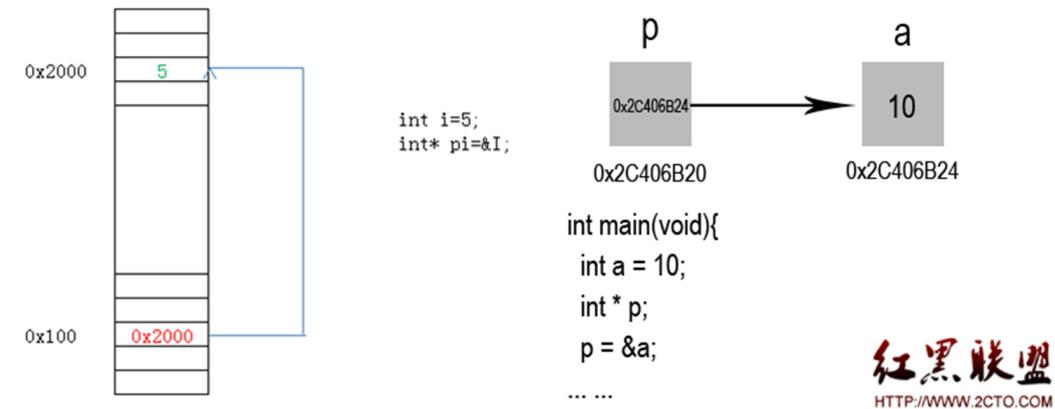 0x2000
5
int i=5;
int* pi=&I;
0x100
0x2000
p
a
0x2C406B24
10
0x2C406B20
0x2C406B24
int main(void){
int a = 10;
int * p;
p = &a;
... ...
红黑联盟
HTTP://WWW.2CTO.COM